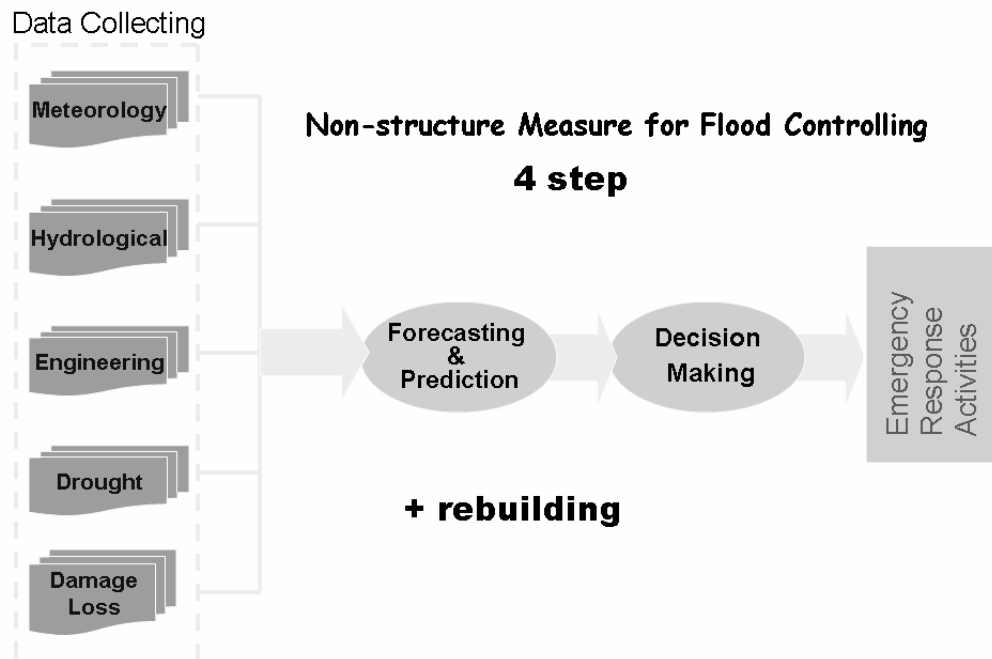 Data Collecting
Meteorology
Non-structure Measure for Flood Controlling
4 step
Hydrological
Engineering
Forecasting
&
Prediction
Decision
Making
Emergency
Response
Activities
Drought
+ rebuilding
Damage
Loss